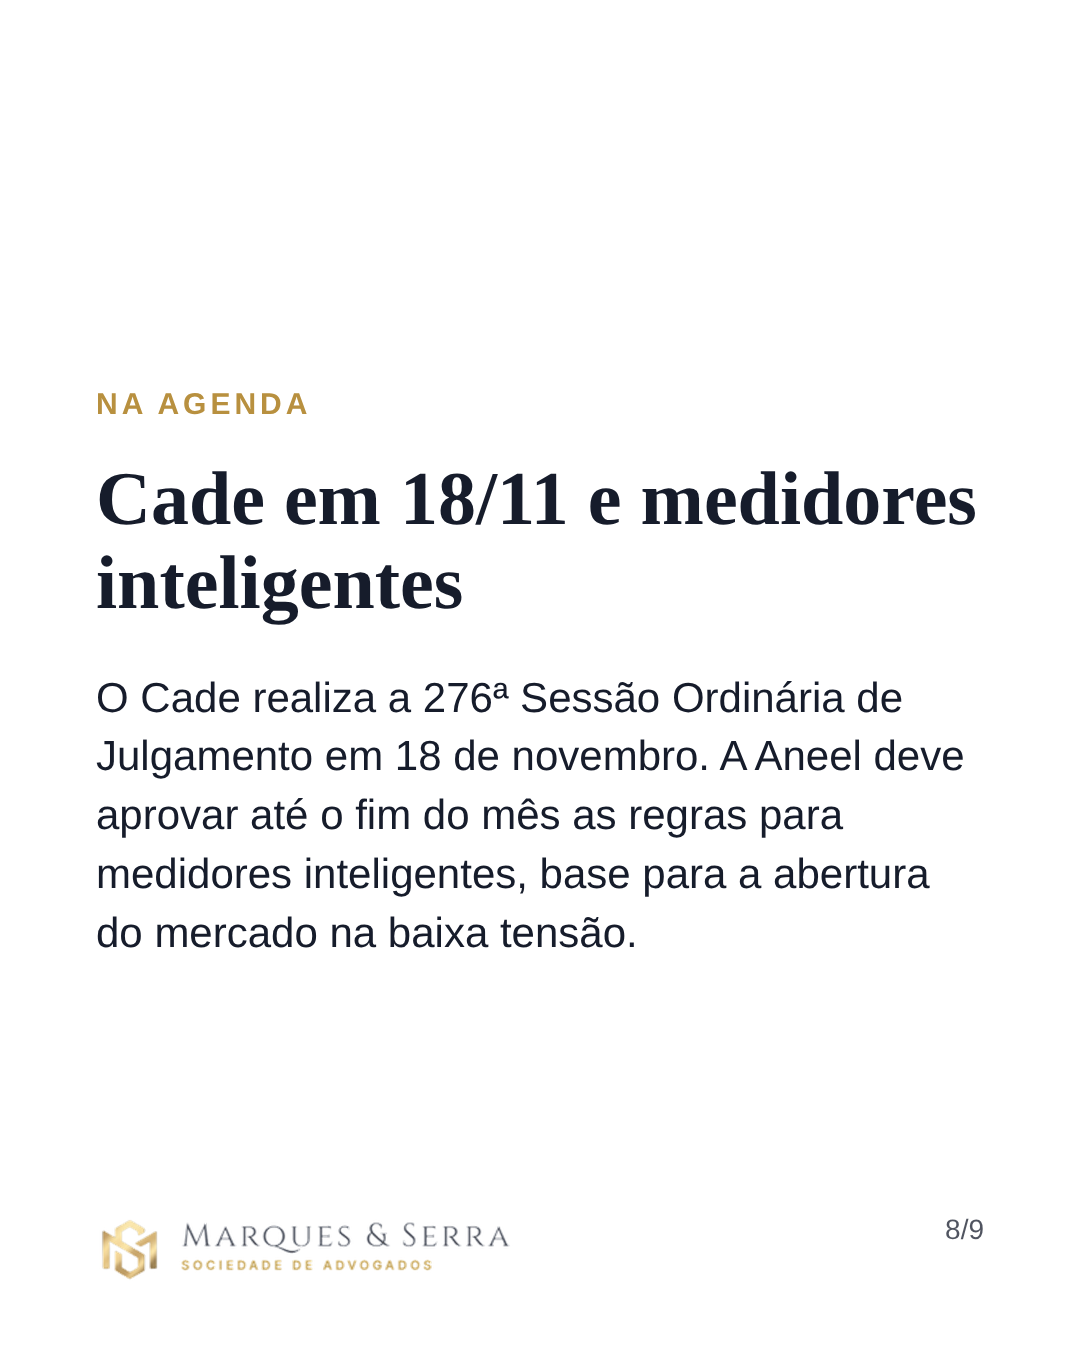 NA AGENDA
Cade em 18/11 e medidores
inteligentes
O Cade realiza a 276ª Sessão Ordinária de
Julgamento em 18 de novembro. A Aneel deve
aprovar até o fim do mês as regras para
medidores inteligentes, base para a abertura
do mercado na baixa tensão.
MARQUES & SERRA
SOCIEDADE DE ADVOGADOS
8/9